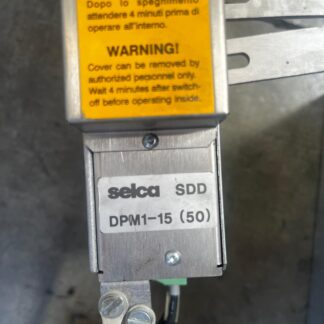 Dopo lo spegnimento
attendere 4 minuti prima di
operare all'interno.
WARNING!
Cover can be removed by
authorized personnel only.
Wait 4 minutes after switch-
off before operating inside.
selca SDD
DPM1-15 (50)